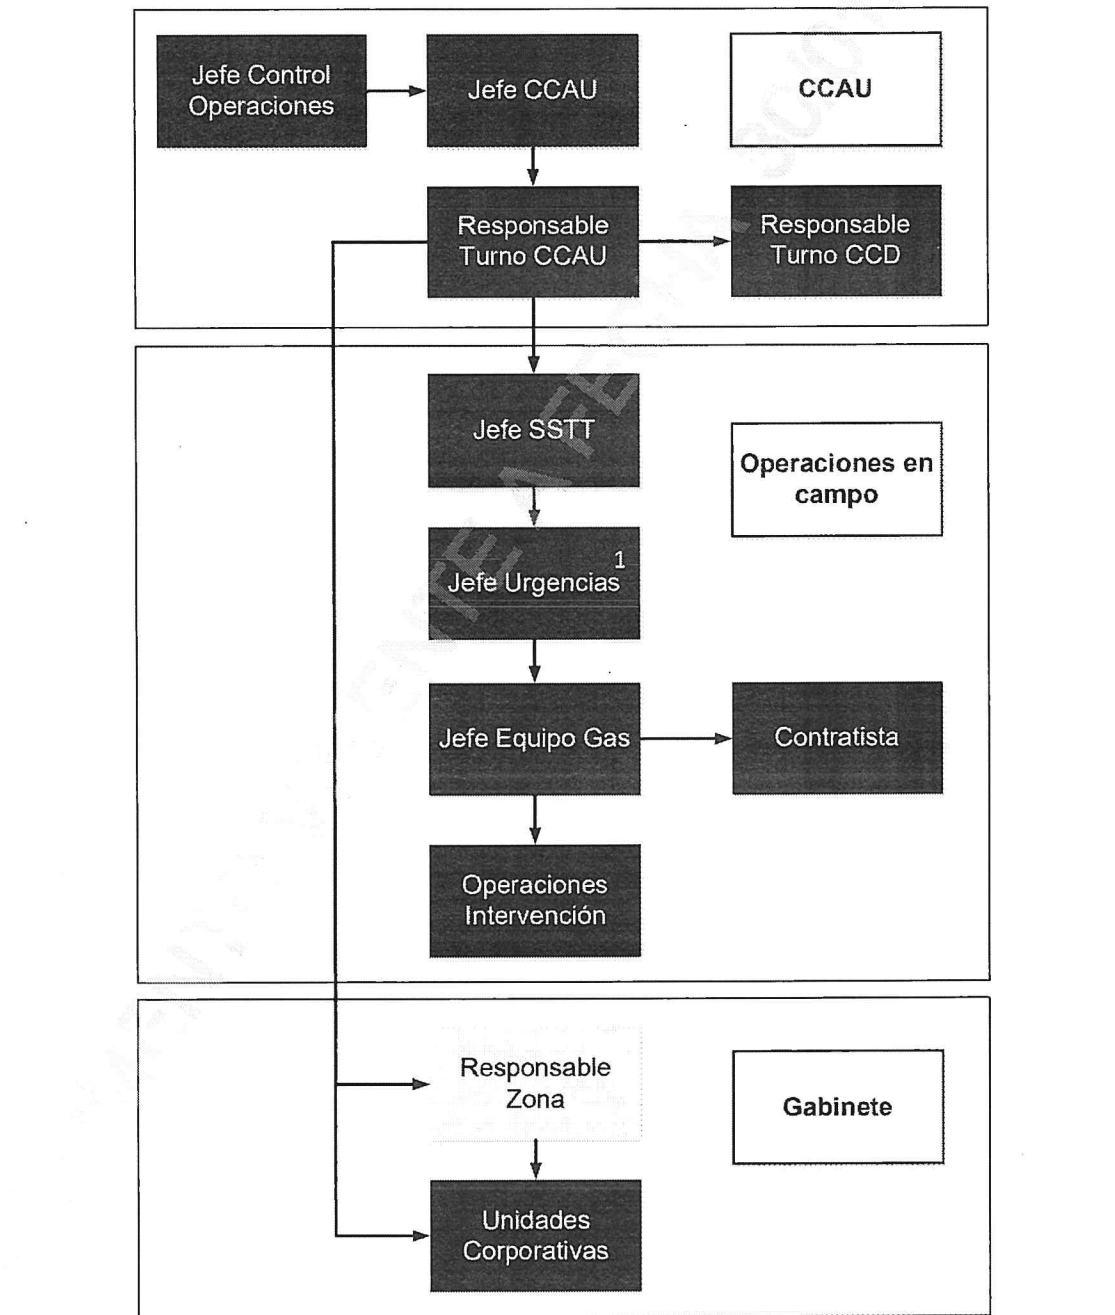 Jefe Control
Operaciones
Jefe CCAU
CCAU
Responsable
Turno CCAU
Responsable
Turno CCD
Jefe SSTT
Operaciones en
campo
1
Jefe Urgencias
Jefe Equipo Gas
Contratista
Operaciones
Intervención
Responsable
Zona
Gabinete
Unidades
Corporativas